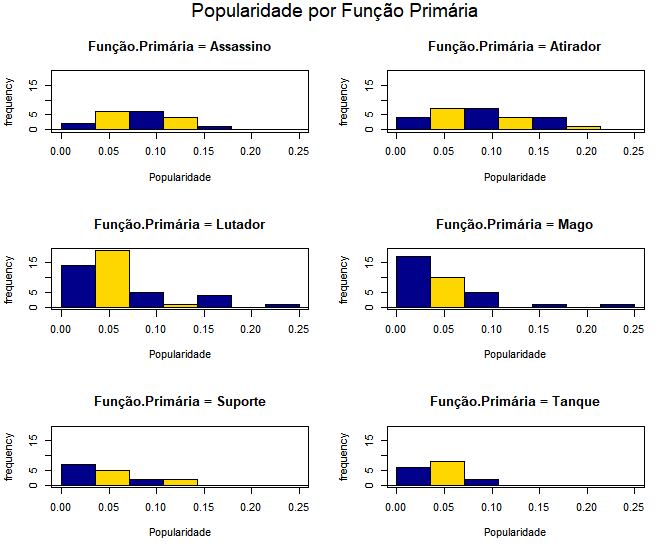 Popularidade por Função Primária
Função.Primária = Assassino
frequency
0 5 15
0.00 0.05 0.10 0.15 0.20 0.25
Popularidade
Função.Primária = Atirador
frequency
0 5 15
0.00 0.05 0.10 0.15 0.20 0.25
Popularidade
Função.Primária = Lutador
frequency
0 5 15
0.00 0.05 0.10 0.15 0.20 0.25
Popularidade
Função.Primária = Mago
frequency
0 5 15
0.00 0.05 0.10 0.15 0.20 0.25
Popularidade
Função.Primária = Suporte
frequency
0 5 15
0.00 0.05 0.10 0.15 0.20 0.25
Popularidade
Função.Primária = Tanque
frequency
0 5 15
0.00 0.05 0.10 0.15 0.20 0.25
Popularidade